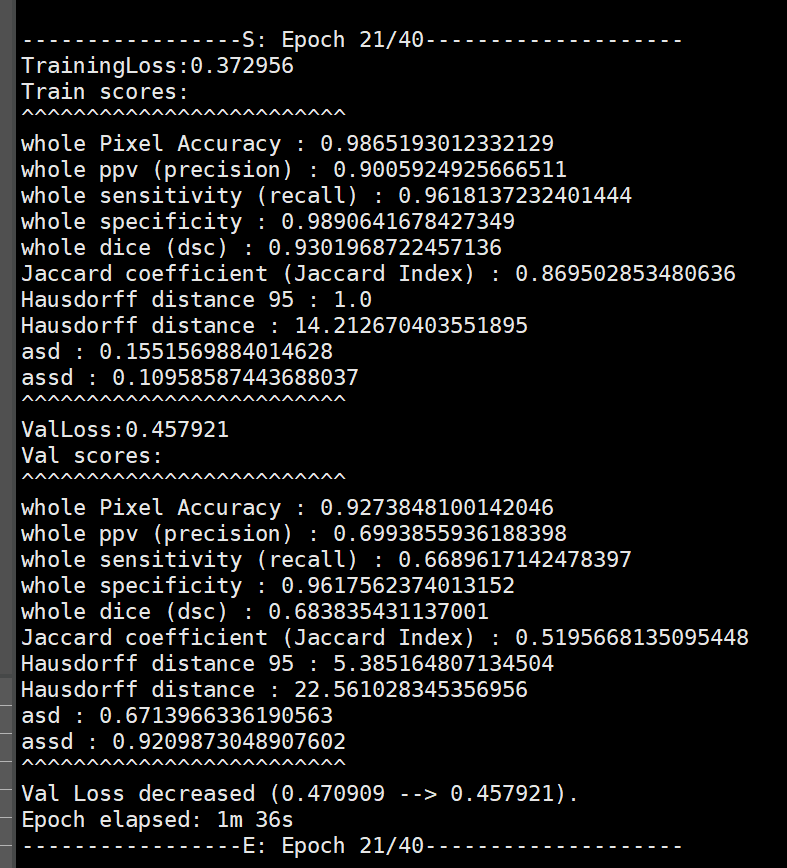 -----------------S: Epoch 21/40--------------------
TrainingLoss:0.372956
Train scores:
^^^^^^^^^^^^^^^^^^^^^^^^^
whole Pixel Accuracy : 0.9865193012332129
whole ppv (precision) : 0.9005924925666511
whole sensitivity (recall) : 0.9618137232401444
whole specificity : 0.9890641678427349
whole dice (dsc) : 0.9301968722457136
Jaccard coefficient (Jaccard Index) : 0.869502853480636
Hausdorff distance 95 : 1.0
Hausdorff distance : 14.212670403551895
asd : 0.1551569884014628
assd : 0.10958587443688037
^^^^^^^^^^^^^^^^^^^^^^^^^
ValLoss:0.457921
Val scores:
^^^^^^^^^^^^^^^^^^^^^^^^^
whole Pixel Accuracy : 0.9273848100142046
whole ppv (precision) : 0.6993855936188398
whole sensitivity (recall) : 0.6689617142478397
whole specificity : 0.9617562374013152
whole dice (dsc) : 0.683835431137001
Jaccard coefficient (Jaccard Index) : 0.5195668135095448
Hausdorff distance 95 : 5.385164807134504
Hausdorff distance : 22.561028345356956
asd : 0.6713966336190563
assd : 0.9209873048907602
^^^^^^^^^^^^^^^^^^^^^^^^^
Val Loss decreased (0.470909 --> 0.457921).
Epoch elapsed: 1m 36s
-----------------E: Epoch 21/40--------------------